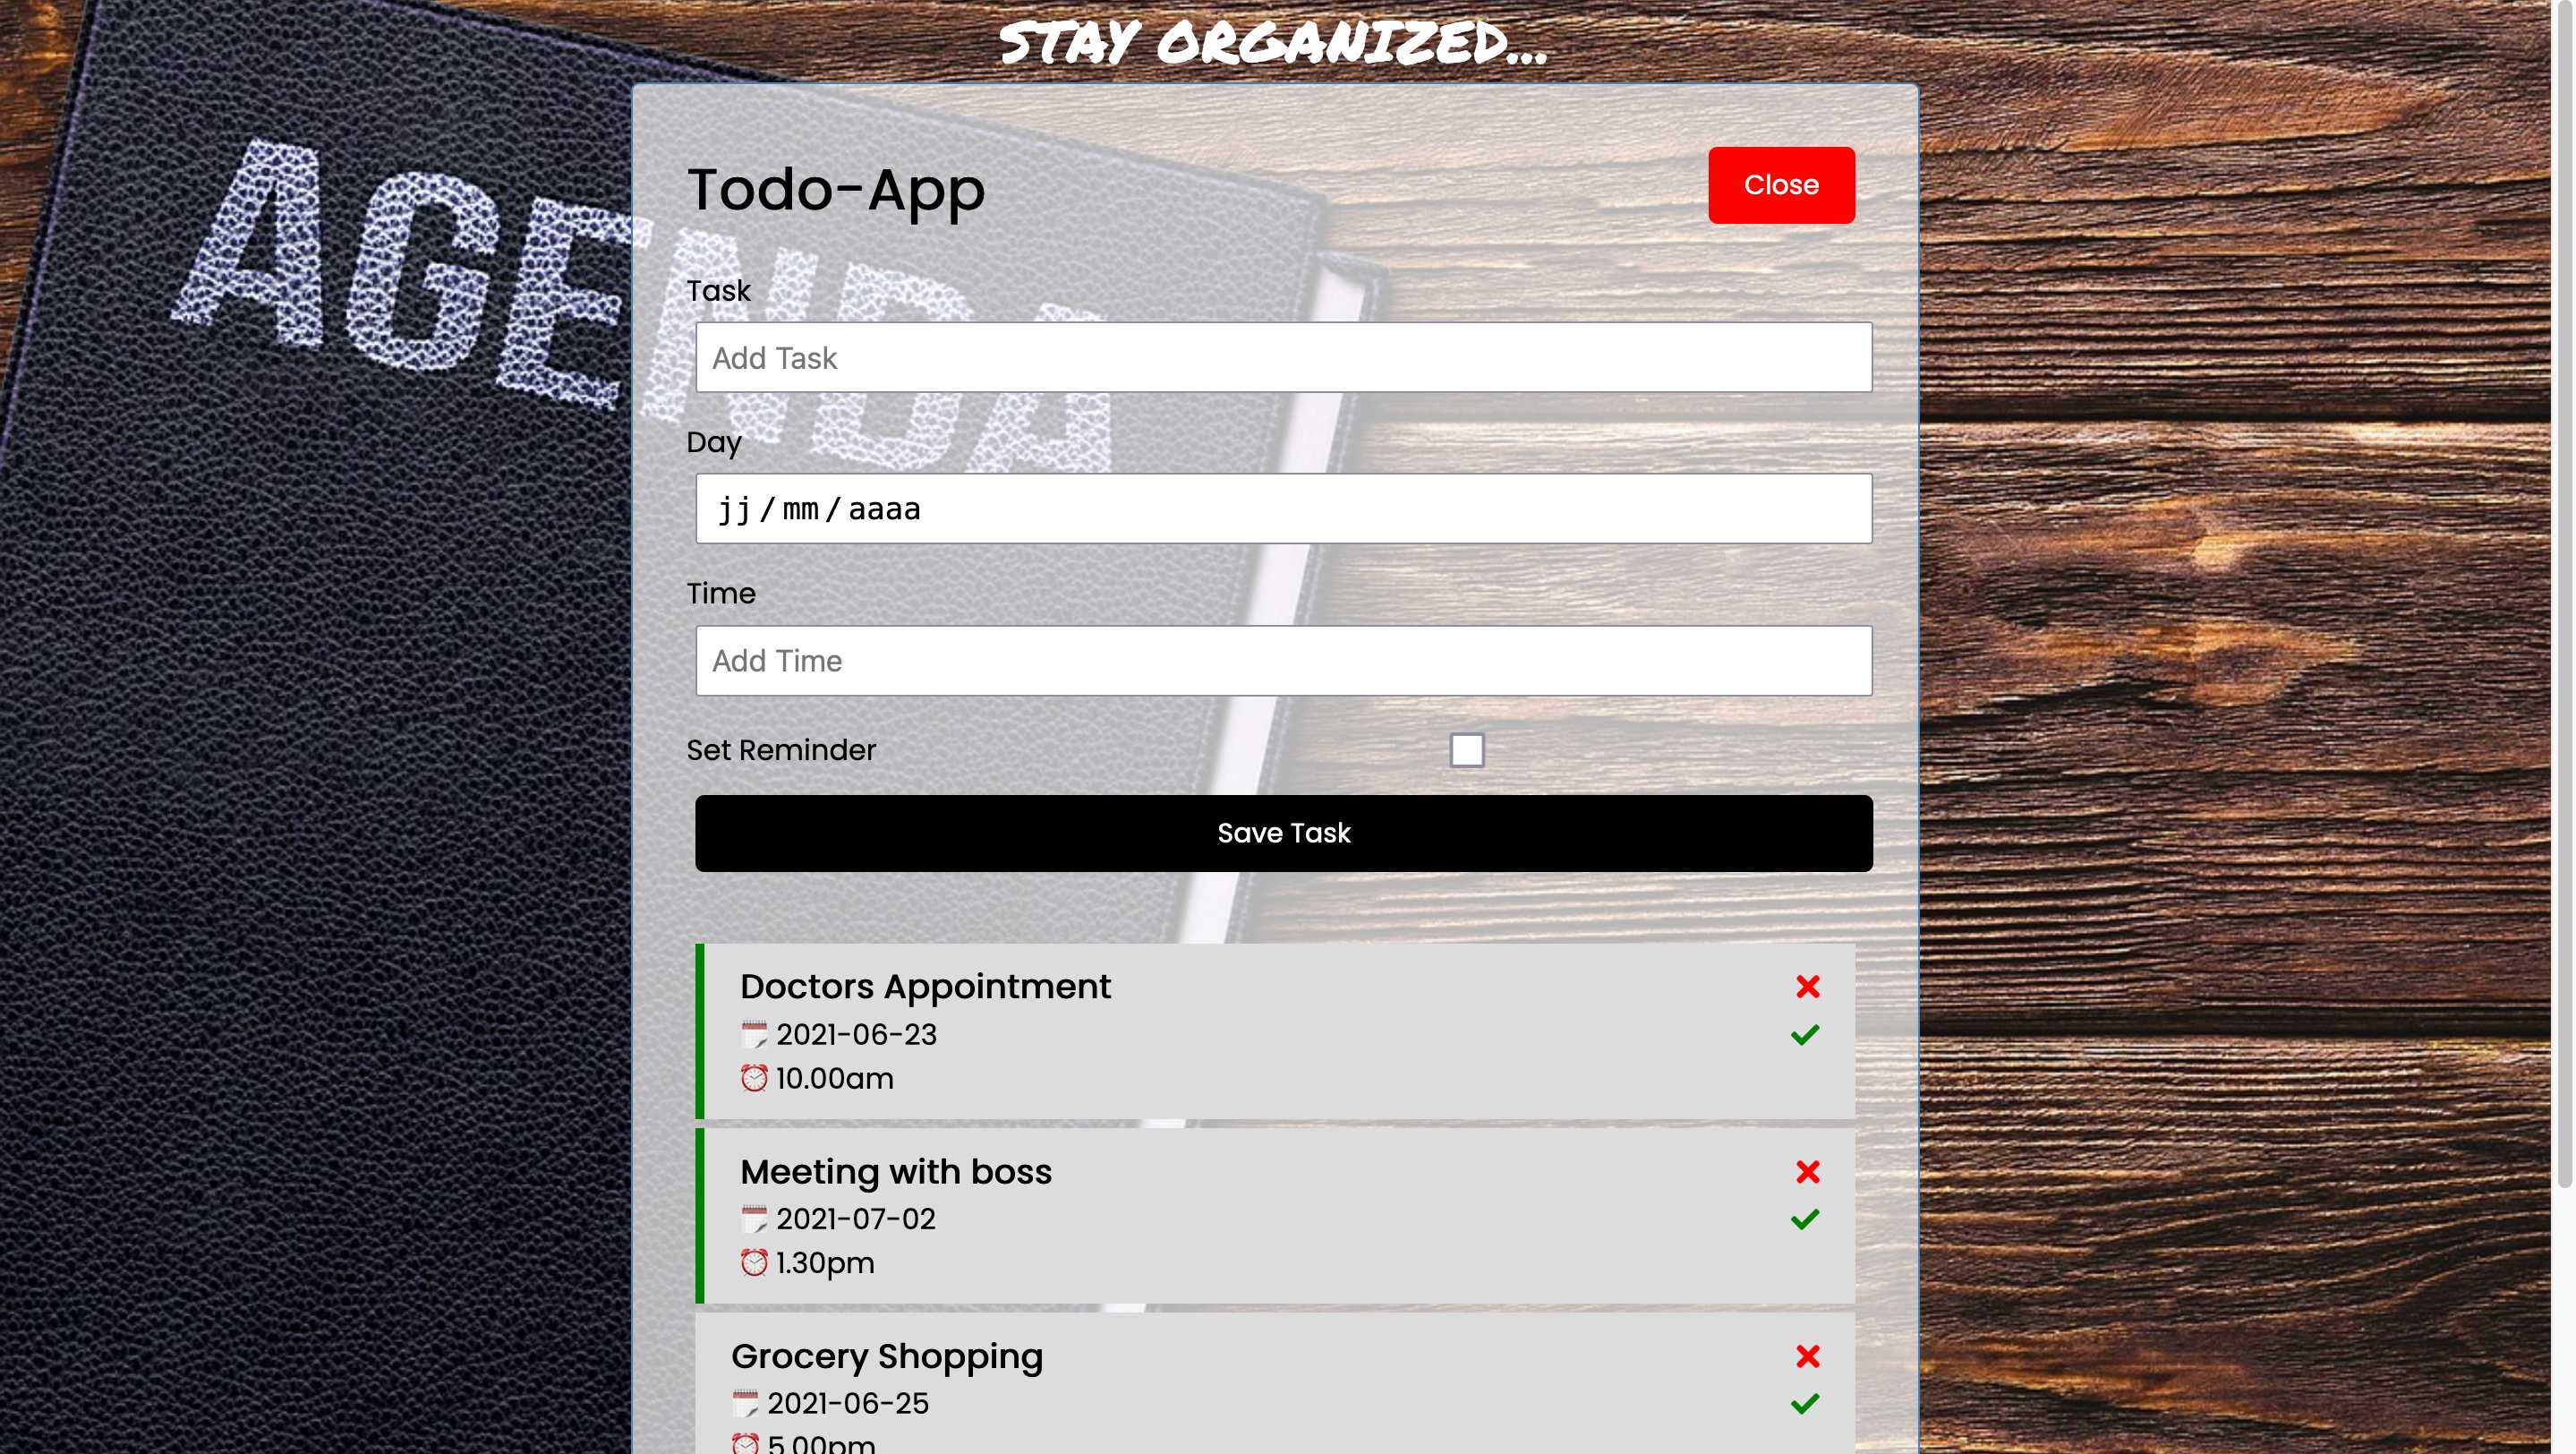 STAY ORGANIZED...
AGENDA
Todo-App
Close
Task
Add Task
Day
jj/mm/aaaa
Time
Add Time
Set Reminder
Save Task
Doctors Appointment
2021-06-23
10.00am
Meeting with boss
2021-07-02
1.30pm
Grocery Shopping
2021-06-25
5.00pm